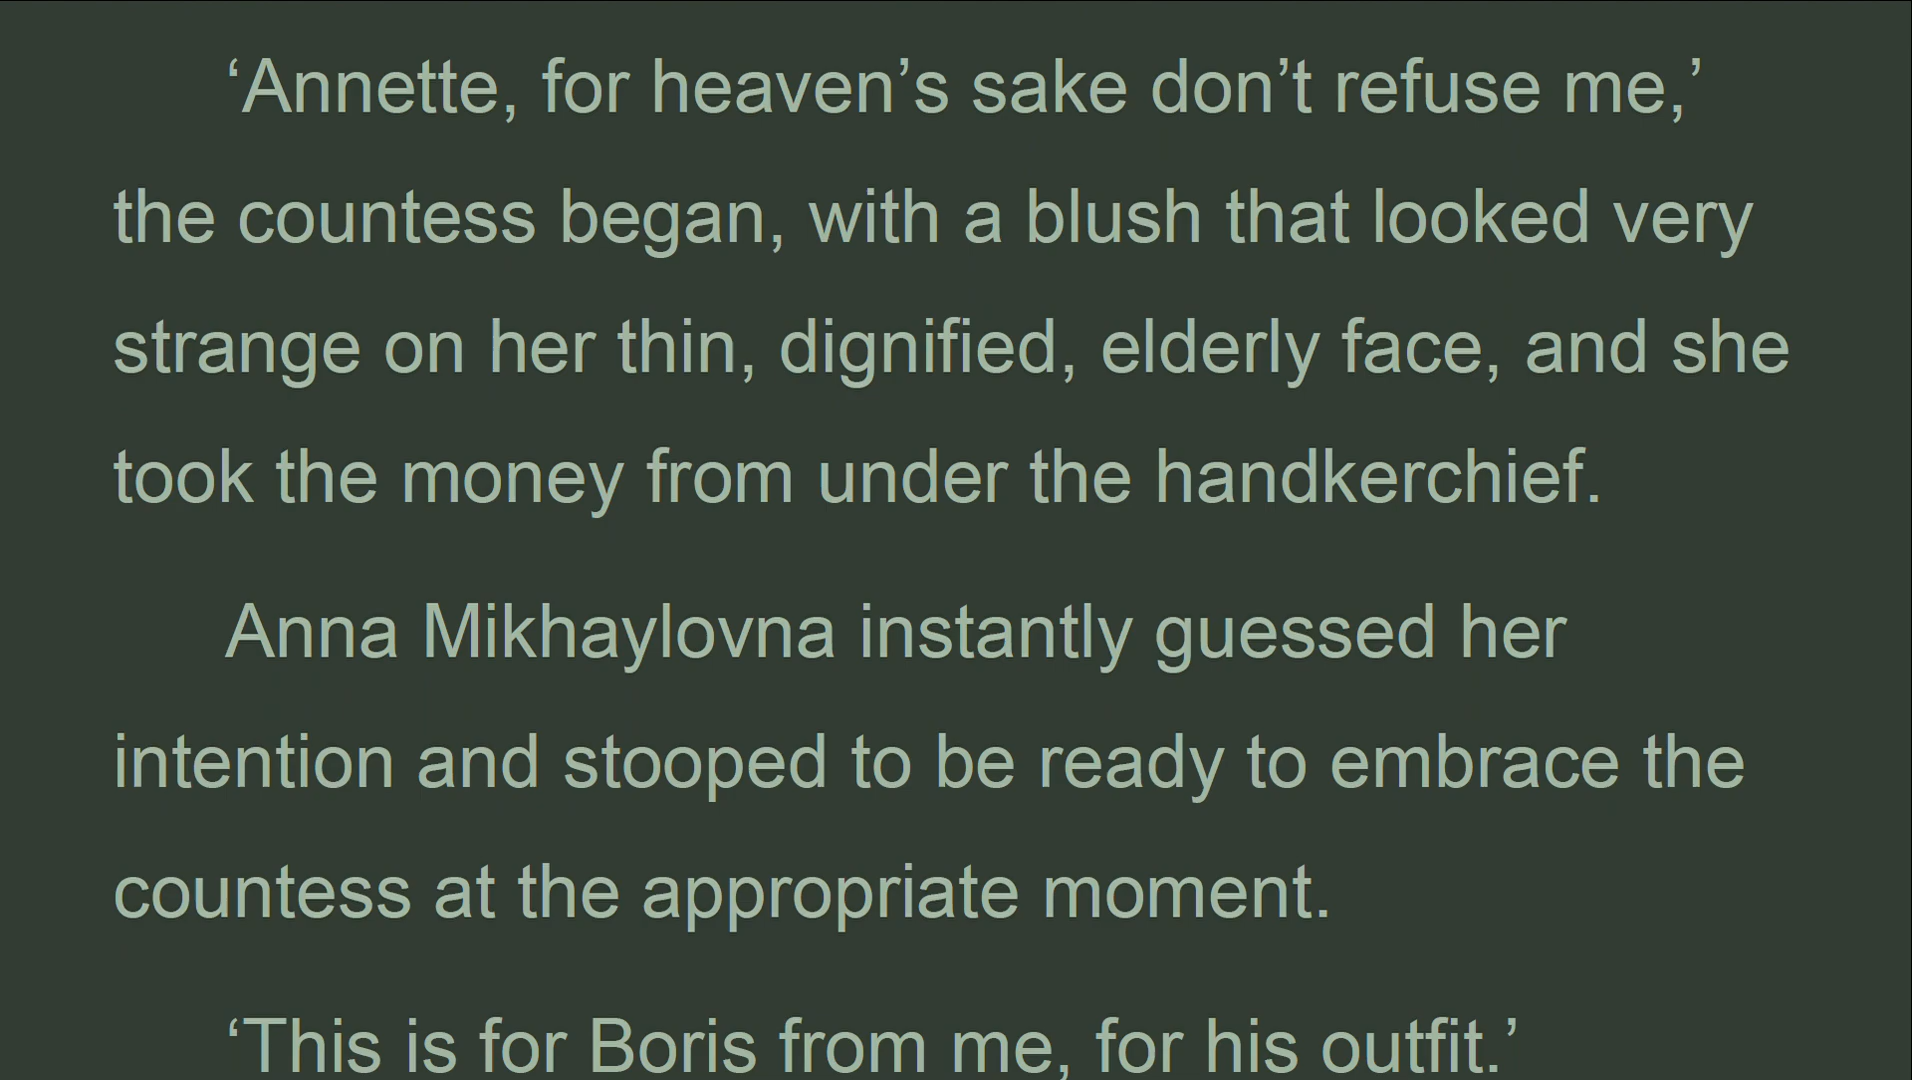 ‘Annette, for heaven’s sake don’t refuse me,’
the countess began, with a blush that looked very
strange on her thin, dignified, elderly face, and she
took the money from under the handkerchief.
Anna Mikhaylovna instantly guessed her
intention and stooped to be ready to embrace the
countess at the appropriate moment.
‘This is for Boris from me, for his outfit.’